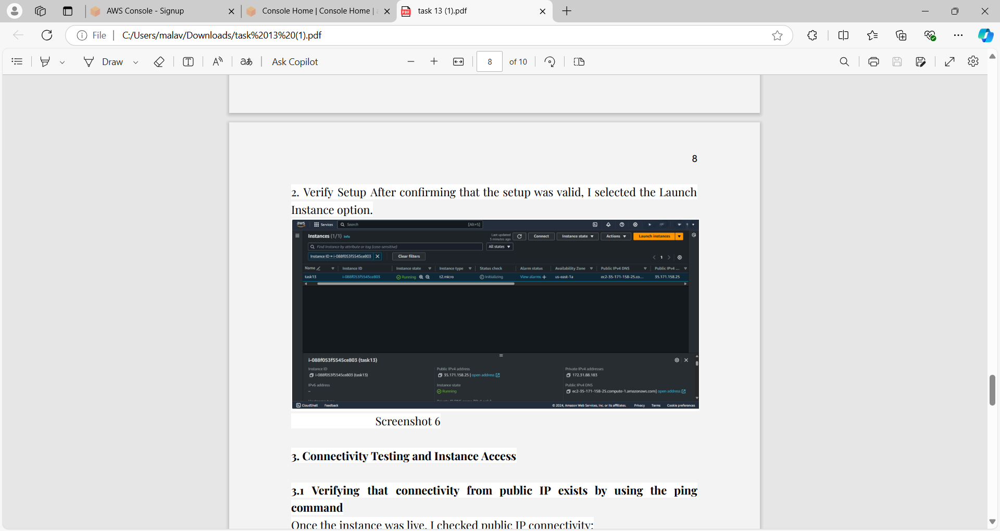 AWS Console - Signup
Console Home | Console Home |
task 13 (1).pdf
File
C:/Users/malav/Downloads/task%2013%20(1).pdf
Draw
Ask Copilot
8
of 10
8
2. Verify Setup After confirming that the setup was valid, I selected the Launch
Instance option.
aws
Services
Search
[Alt+S]
Instances (1/1) Info
Last updated
3 minutes ago
Connect
Instance state
Actions
Launch instances
Find Instance by attribute or tag (case-sensitive)
All states
Instance ID = i-088f053f5545ce803
Clear filters
1
Name
Instance ID
Instance state
Instance type
Status check
Alarm status
Availability Zone
Public IPv4 DNS
Public IPv4 ...
task13
i-088f053f5545ce803
Running
t2.micro
Initializing
View alarms +
us-east-1a
ec2-35-171-158-25.co...
35.171.158.25
i-088f053f5545ce803 (task13)
Instance ID
Public IPv4 address
Private IPv4 addresses
i-088f053f5545ce803 (task13)
35.171.158.25 | open address
172.31.88.183
IPv6 address
Instance state
Public IPv4 DNS
–
Running
ec2-35-171-158-25.compute-1.amazonaws.com | open address
CloudShell
Feedback
© 2024, Amazon Web Services, Inc. or its affiliates.
Privacy
Terms
Cookie preferences
Screenshot 6
3. Connectivity Testing and Instance Access
3.1 Verifying that connectivity from public IP exists by using the ping
command
Once the instance was live, I checked public IP connectivity: